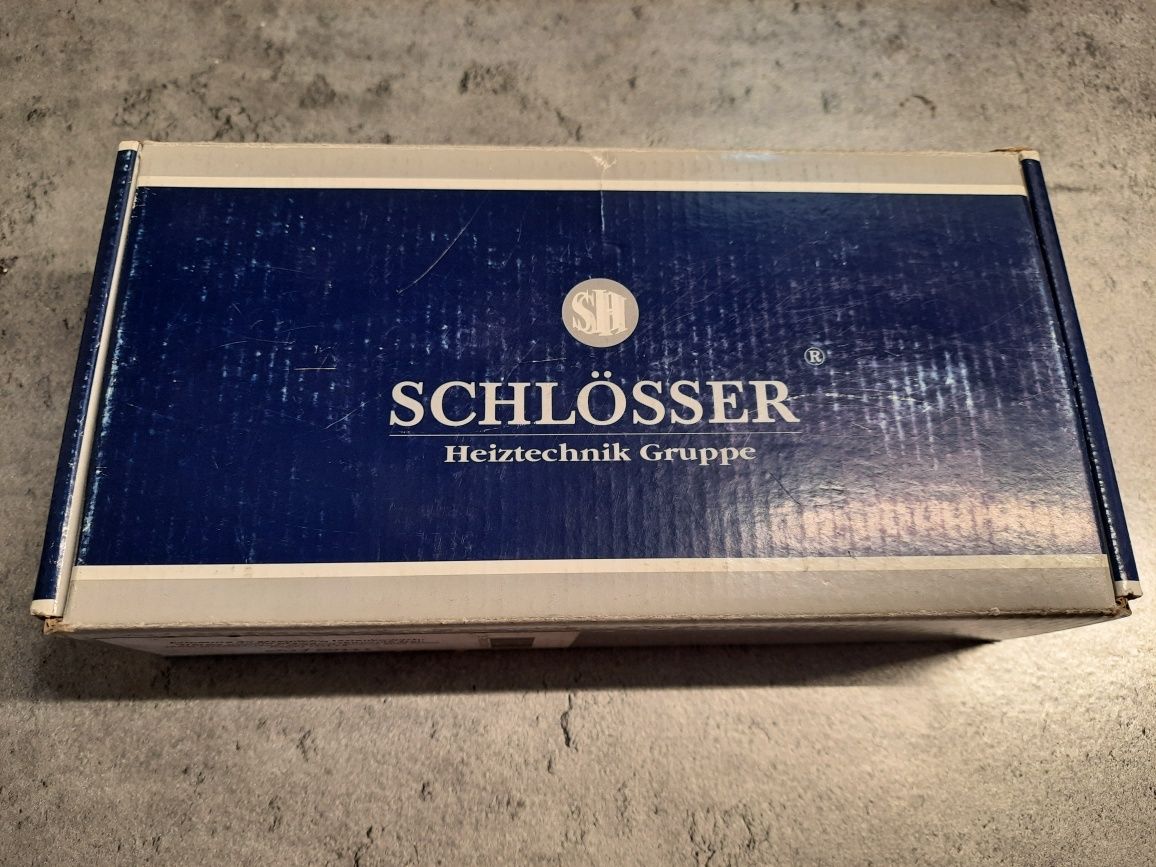 SH
®
SCHLÖSSER
Heiztechnik Gruppe